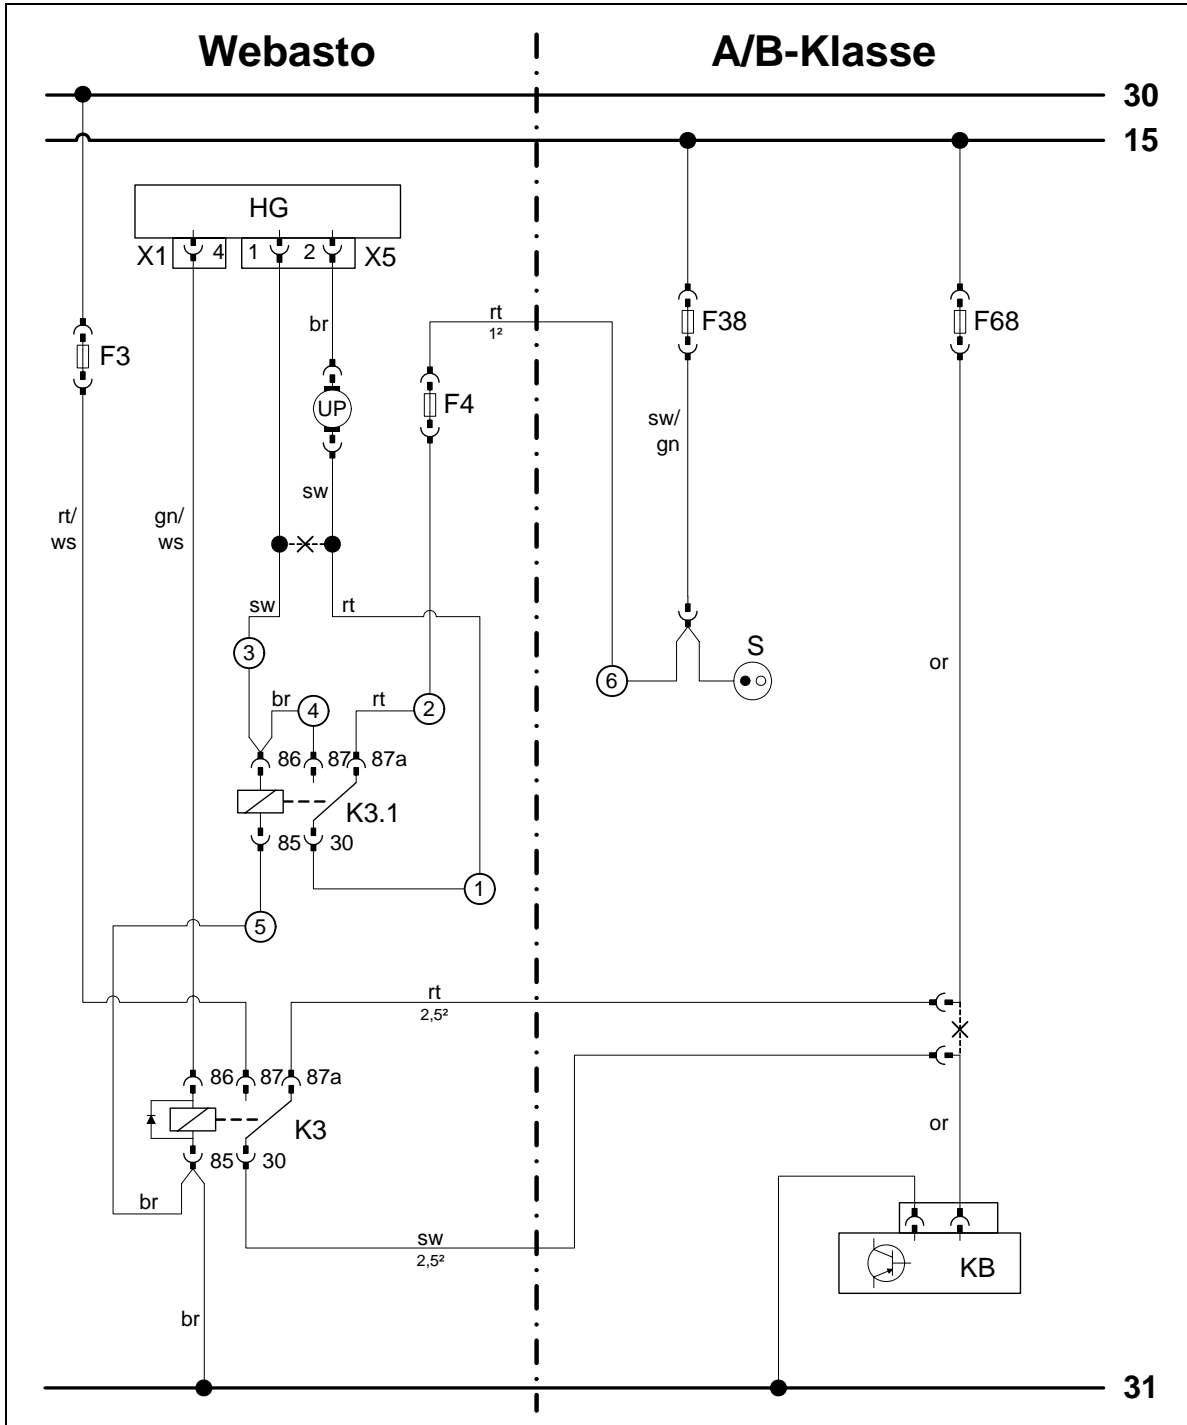 Webasto
A/B-Klasse
30
15
HG
X1
4
1
2
X5
br
rt
1²
F3
UP
F4
F38
F68
sw/
gn
sw
rt/
ws
gn/
ws
sw
rt
3
S
or
6
br
4
rt
2
86
87
87a
K3.1
85
30
1
5
rt
2,5²
86
87
87a
K3
or
85
30
br
sw
2,5²
KB
br
31